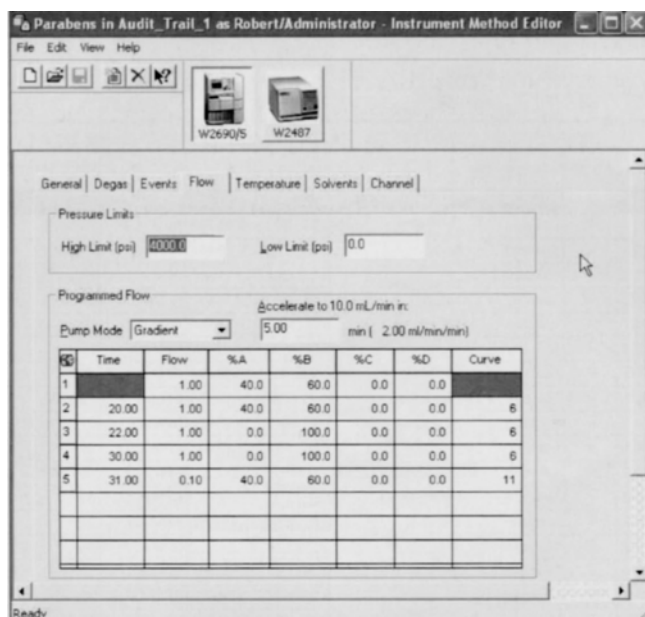 Parabens in Audit_Trail_1 as Robert/Administrator - Instrument Method Editor
File Edit View Help
W2690/5 W2487
General Degas Events Flow Temperature Solvents Channel
Pressure Limits
High Limit (psi) 4000.0 Low Limit (psi) 0.0
Programmed Flow
Accelerate to 10.0 mL/min in:
Pump Mode Gradient 5.00 min ( 2.00 ml/min/min)
Time Flow %A %B %C %D Curve
1 1.00 40.0 60.0 0.0 0.0
2 20.00 1.00 40.0 60.0 0.0 0.0 6
3 22.00 1.00 0.0 100.0 0.0 0.0 6
4 30.00 1.00 0.0 100.0 0.0 0.0 6
5 31.00 0.10 40.0 60.0 0.0 0.0 11
Ready